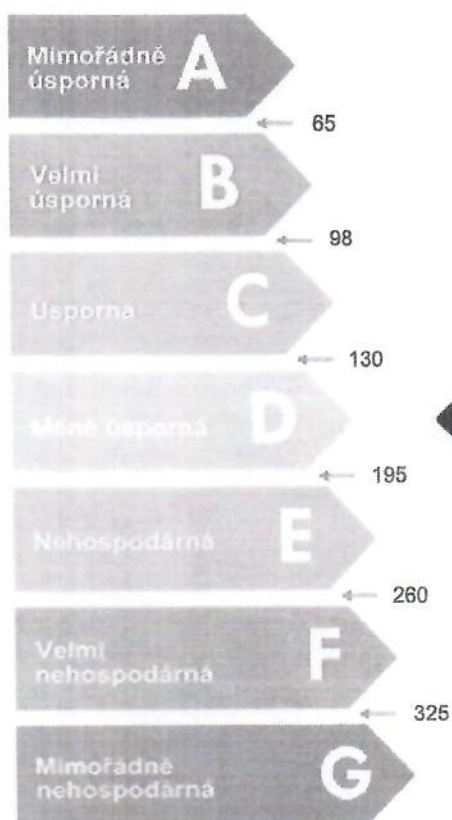 Mimořádně
úsporná A
65
Velmi
úsporná B
98
Úsporná C
130
Méně úsporná D
195
Nehospodárná E
260
Velmi
nehospodárná F
325
Mimořádně
nehospodárná G